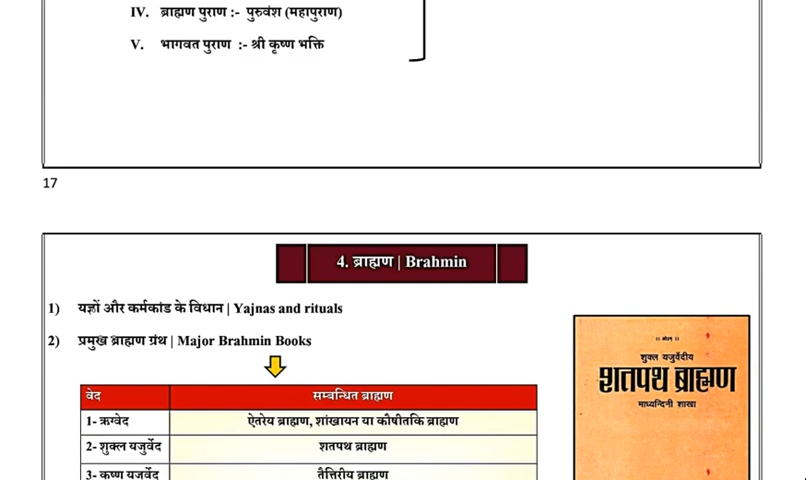 IV. ब्राह्मण पुराण :- पुरुवंश (महापुराण)
V. भागवत पुराण :- श्री कृष्ण भक्ति
17
4. ब्राह्मण | Brahmin
1) यज्ञों और कर्मकांड के विधान | Yajnas and rituals
2) प्रमुख ब्राह्मण ग्रंथ | Major Brahmin Books
वेद सम्बन्धित ब्राह्मण
1- ऋग्वेद ऐतरेय ब्राह्मण, शांखायन या कौषीतकि ब्राह्मण
2- शुक्ल यजुर्वेद शतपथ ब्राह्मण
3- कृष्ण यजुर्वेद तैत्तिरीय ब्राह्मण
।। ओ३म् ।।
शुक्ल यजुर्वेदीय
शतपथ ब्राह्मण
माध्यन्दिनी शाखा